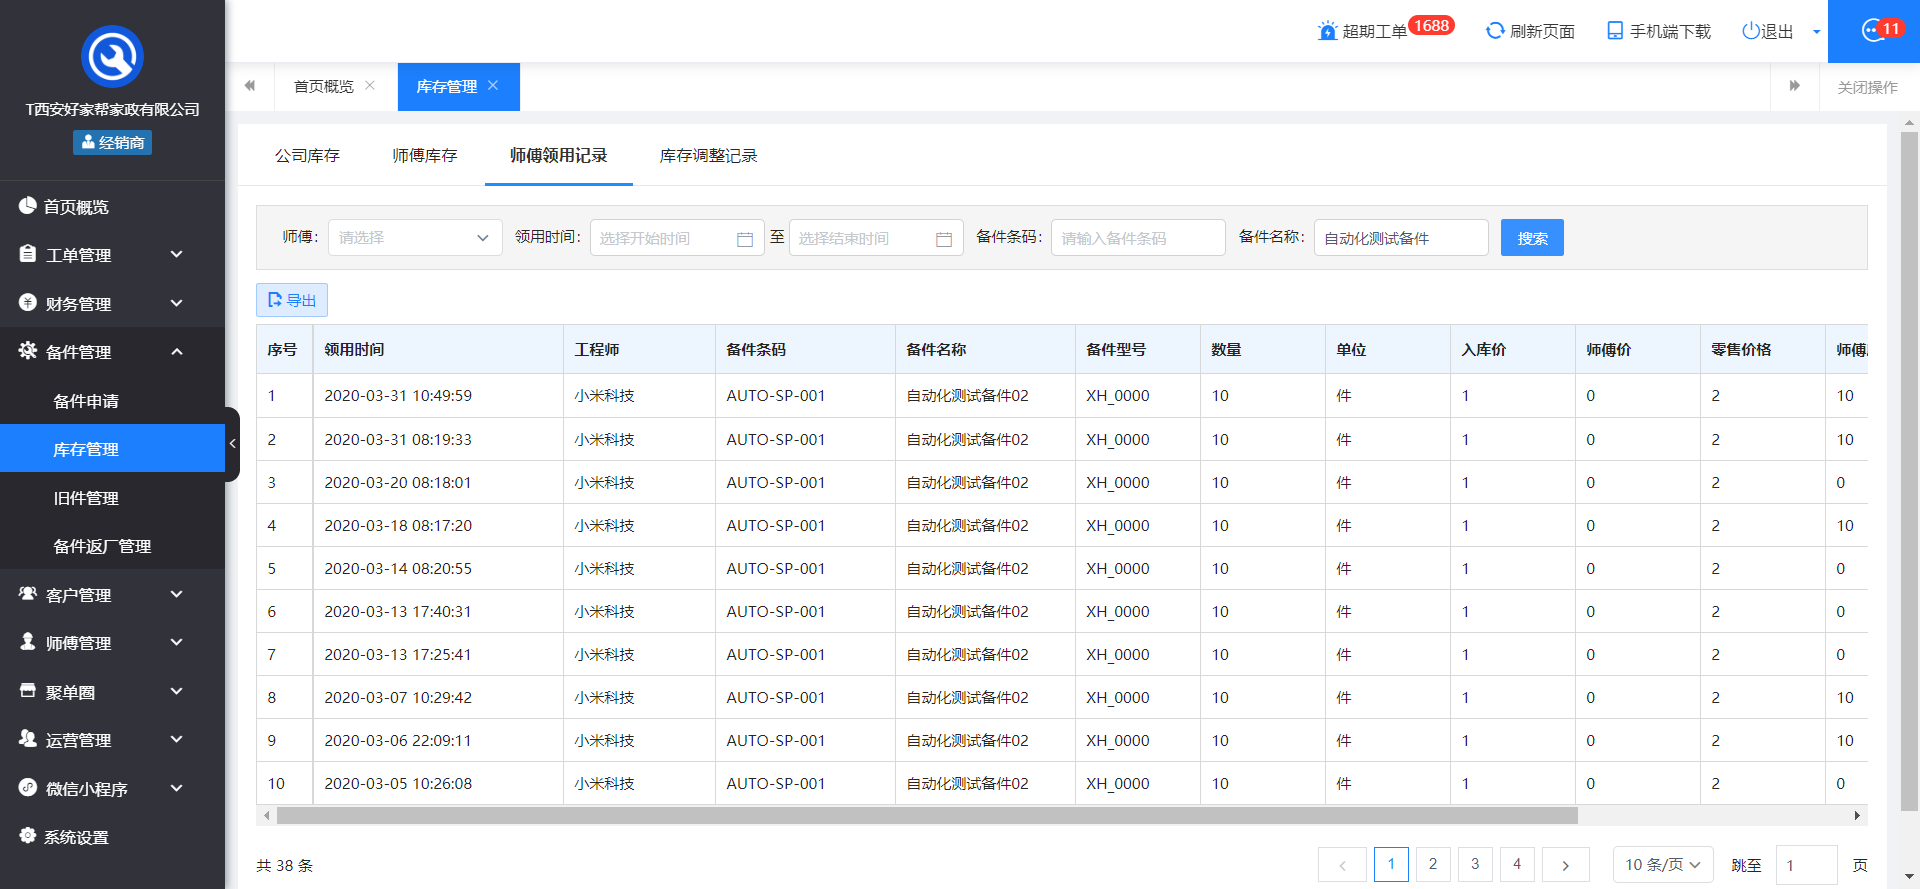 T西安好家帮家政有限公司
经销商
首页概览
工单管理
财务管理
备件管理
备件申请
库存管理
旧件管理
备件返厂管理
客户管理
师傅管理
聚单圈
运营管理
微信小程序
系统设置
超期工单 1688 刷新页面 手机端下载 退出 11
首页概览 库存管理 关闭操作
公司库存 师傅库存 师傅领用记录 库存调整记录
师傅: 请选择 领用时间: 选择开始时间 至 选择结束时间 备件条码: 请输入备件条码 备件名称: 自动化测试备件 搜索
导出
序号 领用时间 工程师 备件条码 备件名称 备件型号 数量 单位 入库价 师傅价 零售价格 师傅
1 2020-03-31 10:49:59 小米科技 AUTO-SP-001 自动化测试备件02 XH_0000 10 件 1 0 2 10
2 2020-03-31 08:19:33 小米科技 AUTO-SP-001 自动化测试备件02 XH_0000 10 件 1 0 2 10
3 2020-03-20 08:18:01 小米科技 AUTO-SP-001 自动化测试备件02 XH_0000 10 件 1 0 2 0
4 2020-03-18 08:17:20 小米科技 AUTO-SP-001 自动化测试备件02 XH_0000 10 件 1 0 2 10
5 2020-03-14 08:20:55 小米科技 AUTO-SP-001 自动化测试备件02 XH_0000 10 件 1 0 2 0
6 2020-03-13 17:40:31 小米科技 AUTO-SP-001 自动化测试备件02 XH_0000 10 件 1 0 2 0
7 2020-03-13 17:25:41 小米科技 AUTO-SP-001 自动化测试备件02 XH_0000 10 件 1 0 2 0
8 2020-03-07 10:29:42 小米科技 AUTO-SP-001 自动化测试备件02 XH_0000 10 件 1 0 2 10
9 2020-03-06 22:09:11 小米科技 AUTO-SP-001 自动化测试备件02 XH_0000 10 件 1 0 2 10
10 2020-03-05 10:26:08 小米科技 AUTO-SP-001 自动化测试备件02 XH_0000 10 件 1 0 2 0
共 38 条 1 2 3 4 10 条/页 跳至 1 页